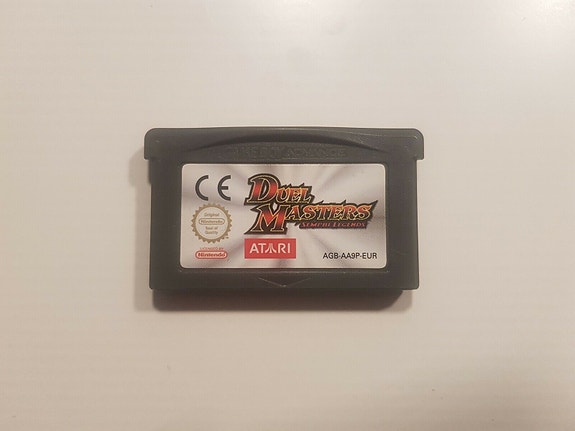 GAME BOY ADVANCE
CE
DUEL
MASTERS
SEMPAI LEGENDS
Original
Nintendo
Seal of
Quality
LICENSED BY
Nintendo
ATARI
AGB-AA9P-EUR